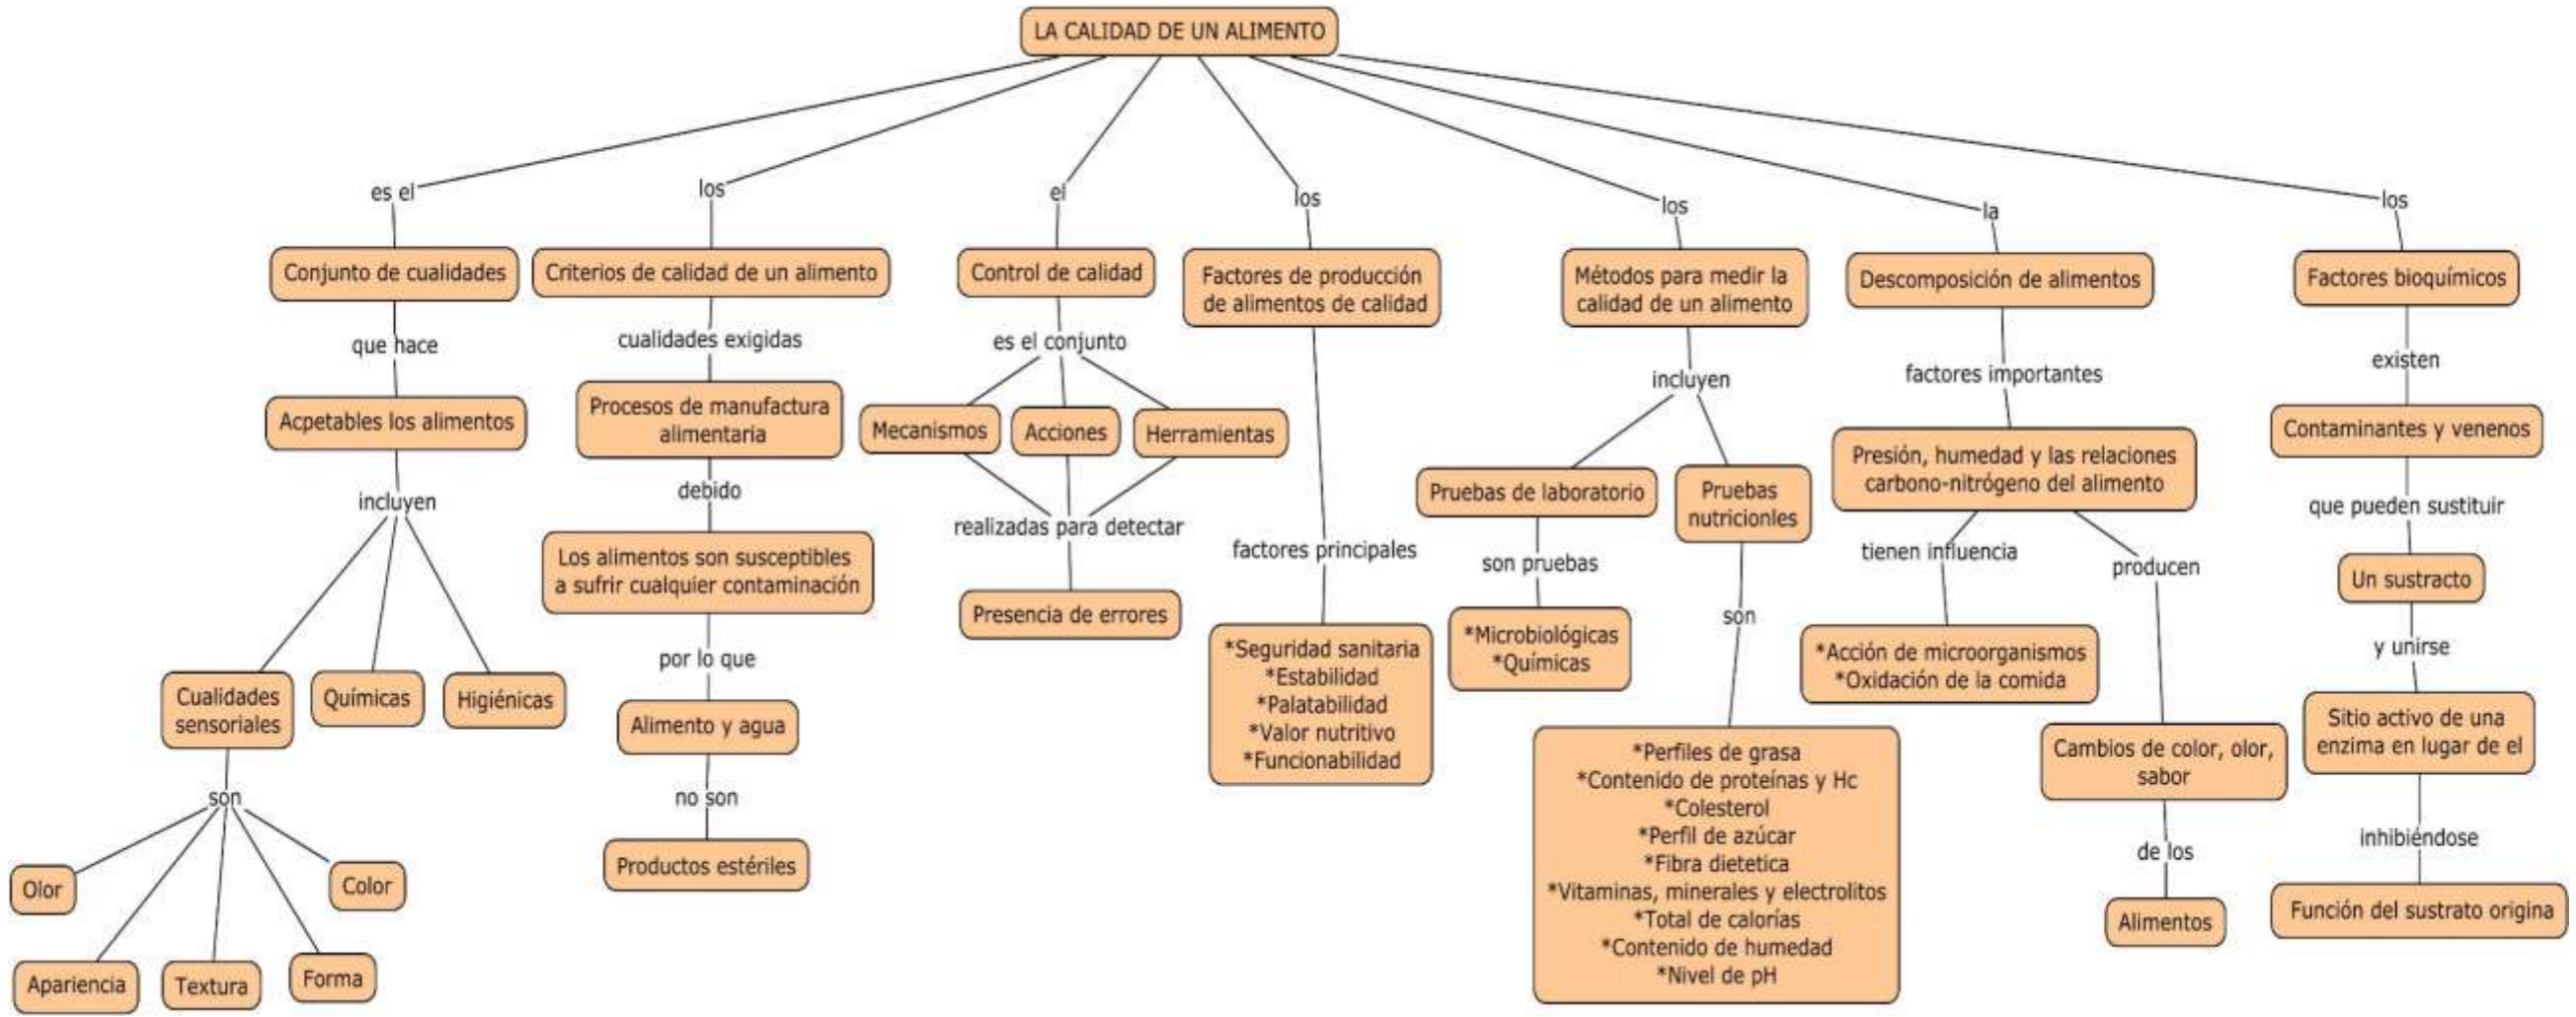 LA CALIDAD DE UN ALIMENTO
es el
los
el
los
los
la
los
Conjunto de cualidades
Criterios de calidad de un alimento
Control de calidad
Factores de producción
de alimentos de calidad
Métodos para medir la
calidad de un alimento
Descomposición de alimentos
Factores bioquímicos
que hace
cualidades exigidas
es el conjunto
incluyen
factores importantes
existen
Acpetables los alimentos
Procesos de manufactura
alimentaria
Mecanismos
Acciones
Herramientas
Pruebas de laboratorio
Pruebas
nutricionles
Presión, humedad y las relaciones
carbono-nitrógeno del alimento
Contaminantes y venenos
incluyen
debido
realizadas para detectar
factores principales
son pruebas
son
tienen influencia
producen
que pueden sustituir
Los alimentos son susceptibles
a sufrir cualquier contaminación
Presencia de errores
*Seguridad sanitaria
*Estabilidad
*Palatabilidad
*Valor nutritivo
*Funcionabilidad
*Microbiológicas
*Químicas
*Acción de microorganismos
*Oxidación de la comida
Un sustracto
por lo que
y unirse
Cualidades
sensoriales
Químicas
Higiénicas
Alimento y agua
*Perfiles de grasa
*Contenido de proteínas y Hc
*Colesterol
*Perfil de azúcar
*Fibra dietetica
*Vitaminas, minerales y electrolitos
*Total de calorías
*Contenido de humedad
*Nivel de pH
Cambios de color, olor,
sabor
Sitio activo de una
enzima en lugar de el
son
no son
de los
inhibiéndose
Olor
Color
Productos estériles
Alimentos
Función del sustrato origina
Apariencia
Textura
Forma